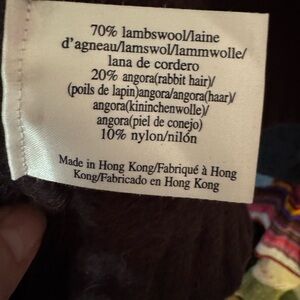 70% lambswool/laine
d'agneau/lamswol/lammwolle/
lana de cordero
20% angora(rabbit hair)/
(poils de lapin)angora/angora(haar)/
angora(kininchenwolle)/
angora(piel de conejo)
10% nylon/nilón
Made in Hong Kong/Fabriqué à Hong
Kong/Fabricado en Hong Kong